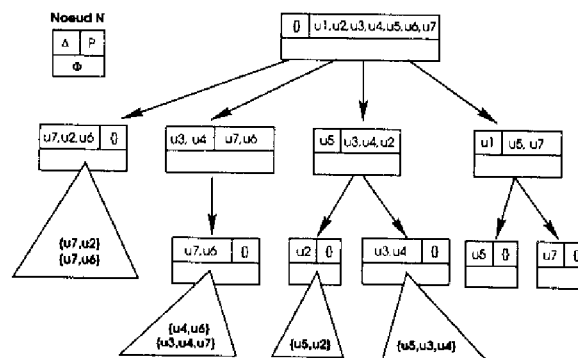 Noeud N
Δ P
Φ
{} u1,u2,u3,u4,u5,u6,u7
u7,u2,u6 {}
u3, u4 u7,u6
u5 u3,u4,u2
u1 u5, u7
u7,u6 {}
u2 {}
u3,u4 {}
u5 {}
u7 {}
{u7,u2}
{u7,u6}
{u4,u6}
{u3,u4,u7}
{u5,u2}
{u5,u3,u4}